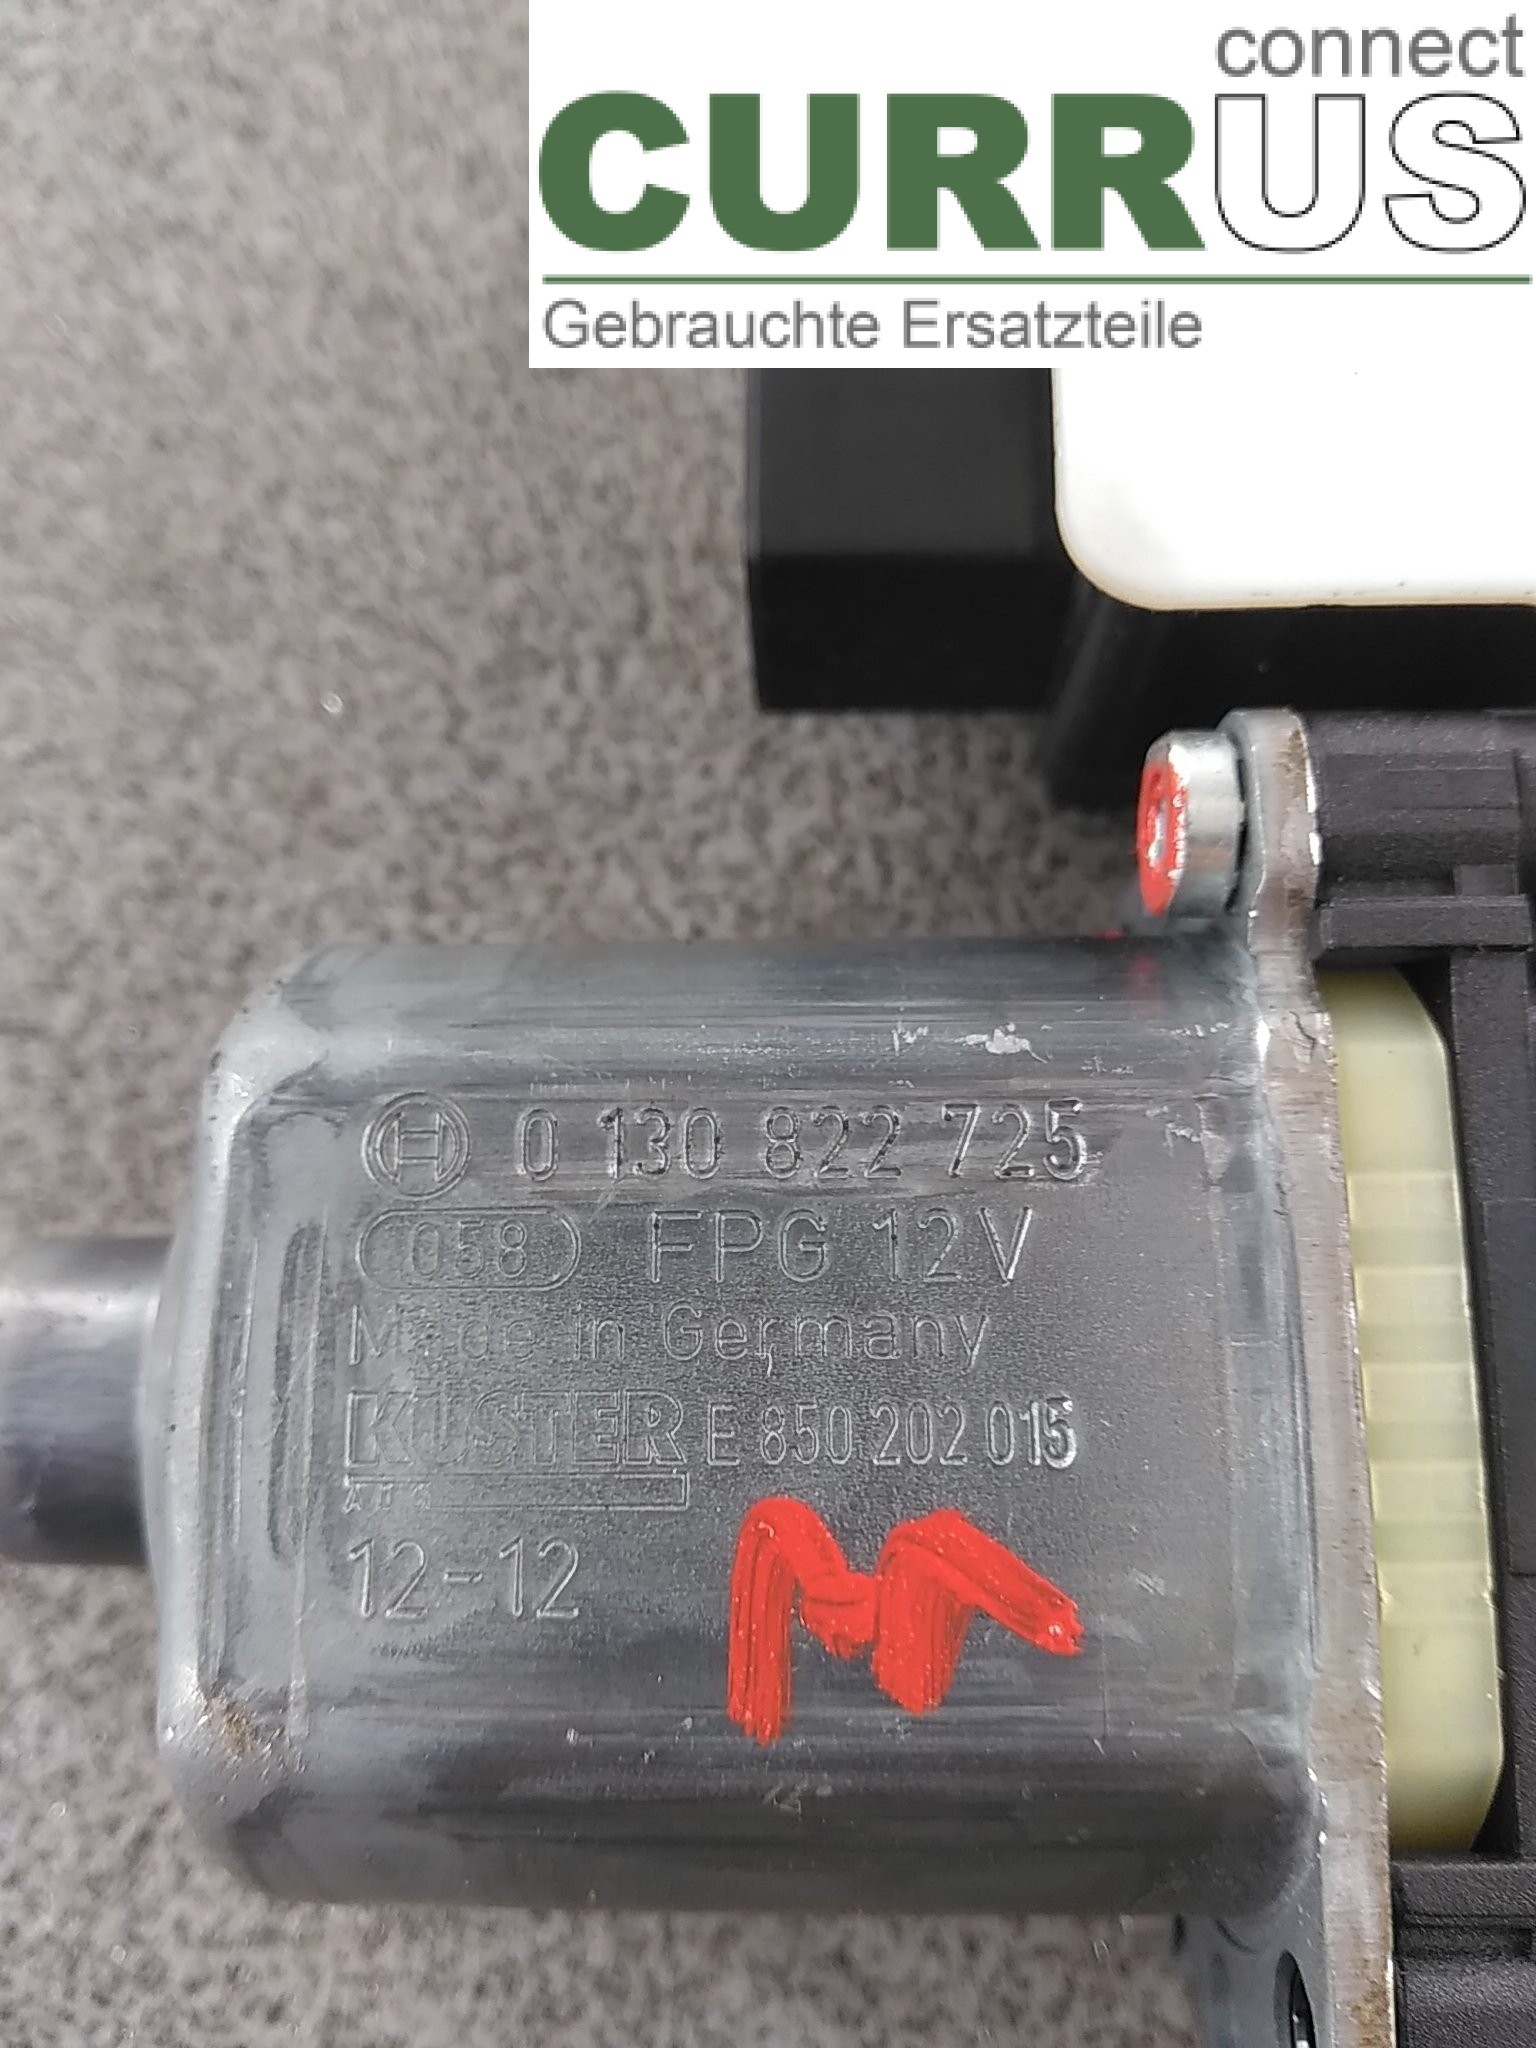 connect
CURRUS
Gebrauchte Ersatzteile
0 130 822 725
058 FPG 12V
Made in Germany
KÜSTER E 850 202 015
12-12
M